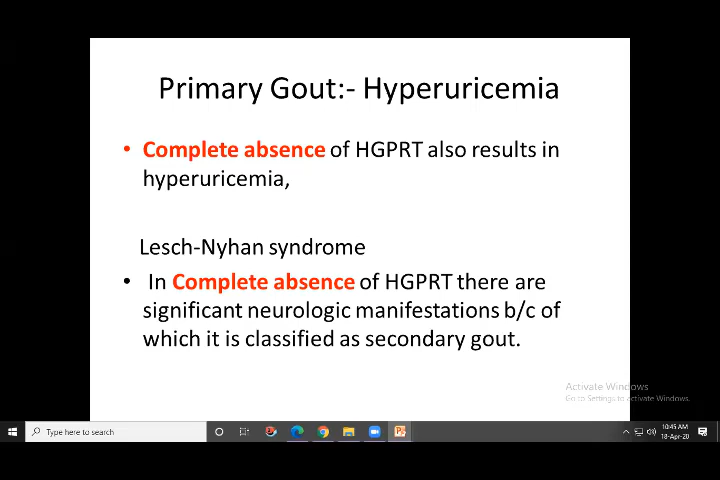 Primary Gout:- Hyperuricemia
• Complete absence of HGPRT also results in
hyperuricemia,
Lesch-Nyhan syndrome
• In Complete absence of HGPRT there are
significant neurologic manifestations b/c of
which it is classified as secondary gout.
Activate Windows
Go to Settings to activate Windows.
Type here to search
10:45 AM
18-Apr-20